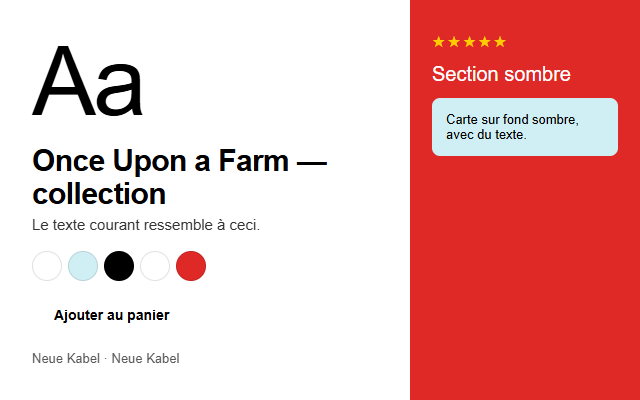 Aa
Once Upon a Farm —
collection
Le texte courant ressemble à ceci.
Ajouter au panier
Neue Kabel · Neue Kabel
Section sombre
Carte sur fond sombre,
avec du texte.